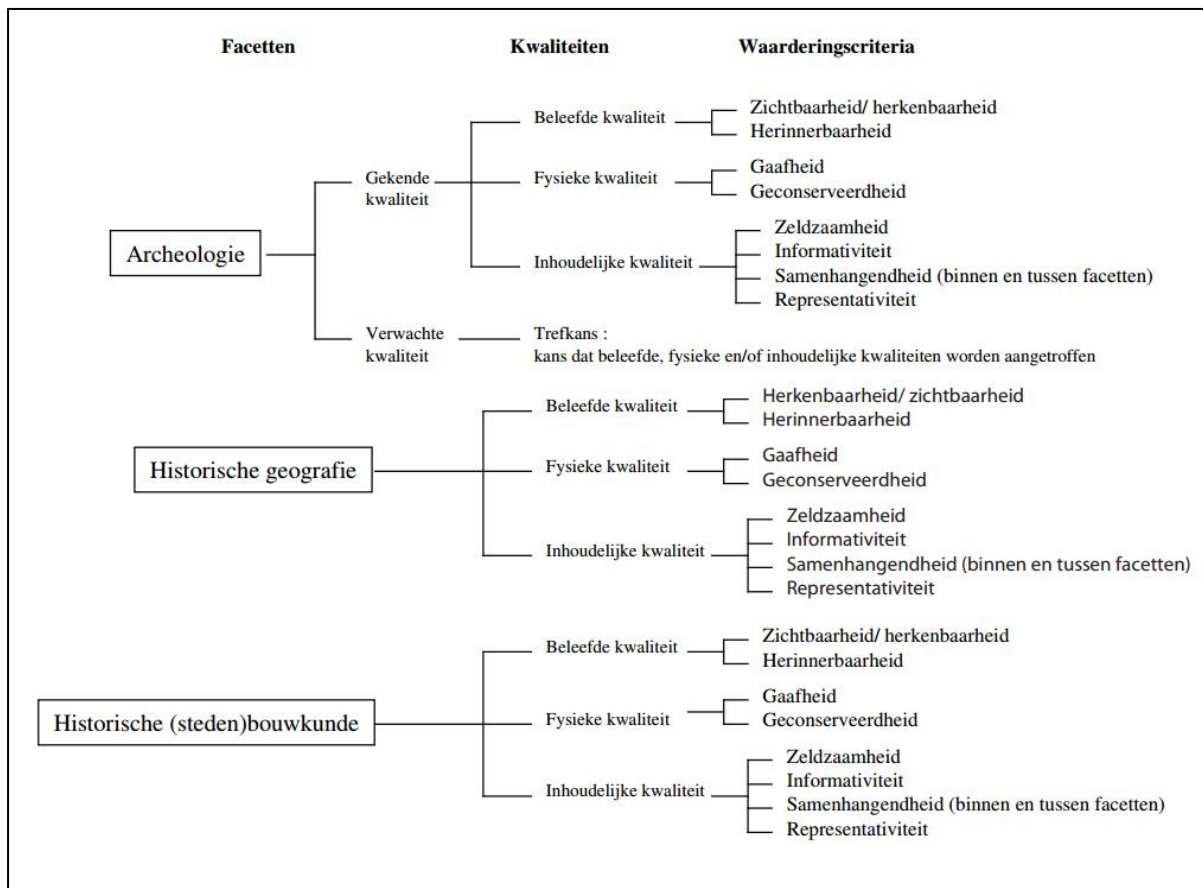 Facetten Kwaliteiten Waarderingscriteria
Beleefde kwaliteit
Zichtbaarheid/ herkenbaarheid
Herinnerbaarheid
Gekende
kwaliteit
Fysieke kwaliteit
Gaafheid
Geconserveerdheid
Archeologie
Inhoudelijke kwaliteit
Zeldzaamheid
Informativiteit
Samenhangendheid (binnen en tussen facetten)
Representativiteit
Verwachte
kwaliteit
Trefkans :
kans dat beleefde, fysieke en/of inhoudelijke kwaliteiten worden aangetroffen
Beleefde kwaliteit
Herkenbaarheid/ zichtbaarheid
Herinnerbaarheid
Historische geografie
Fysieke kwaliteit
Gaafheid
Geconserveerdheid
Inhoudelijke kwaliteit
Zeldzaamheid
Informativiteit
Samenhangendheid (binnen en tussen facetten)
Representativiteit
Beleefde kwaliteit
Zichtbaarheid/ herkenbaarheid
Herinnerbaarheid
Historische (steden)bouwkunde
Fysieke kwaliteit
Gaafheid
Geconserveerdheid
Inhoudelijke kwaliteit
Zeldzaamheid
Informativiteit
Samenhangendheid (binnen en tussen facetten)
Representativiteit